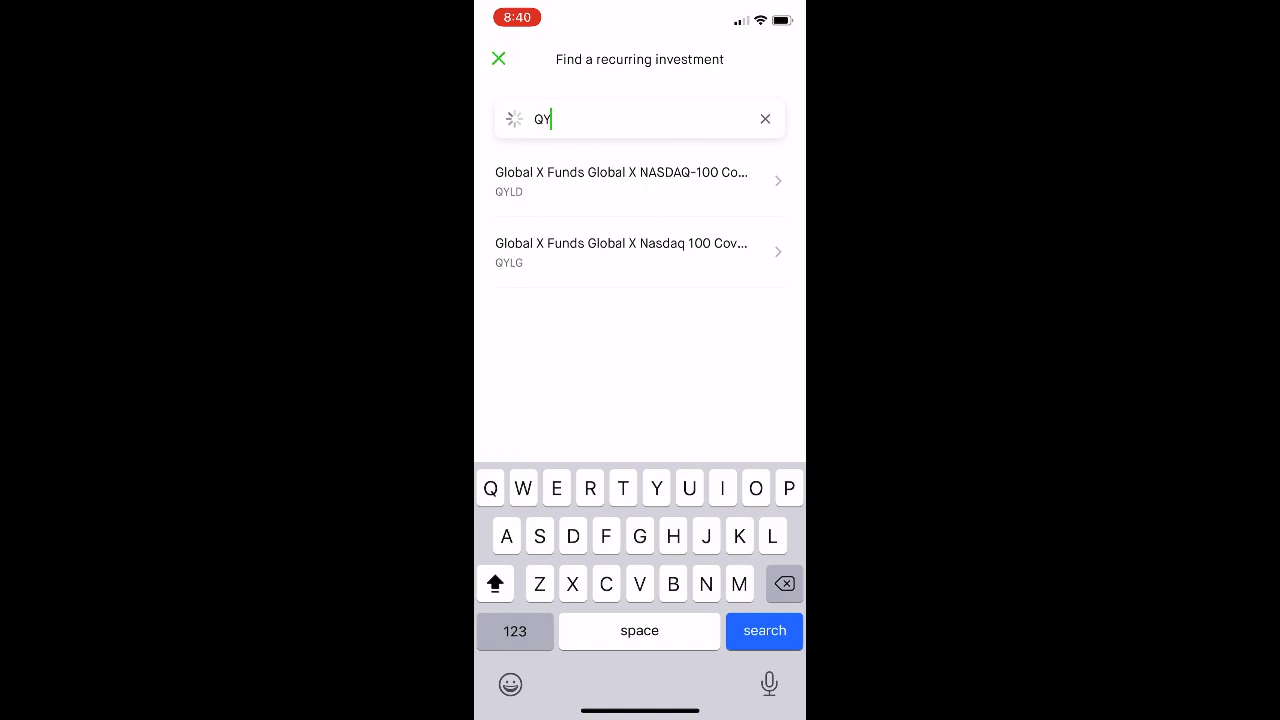 8:40
Find a recurring investment
QY
Global X Funds Global X NASDAQ-100 Co...
QYLD
Global X Funds Global X Nasdaq 100 Cov...
QYLG
Q W E R T Y U I O P
A S D F G H J K L
Z X C V B N M
123 space search